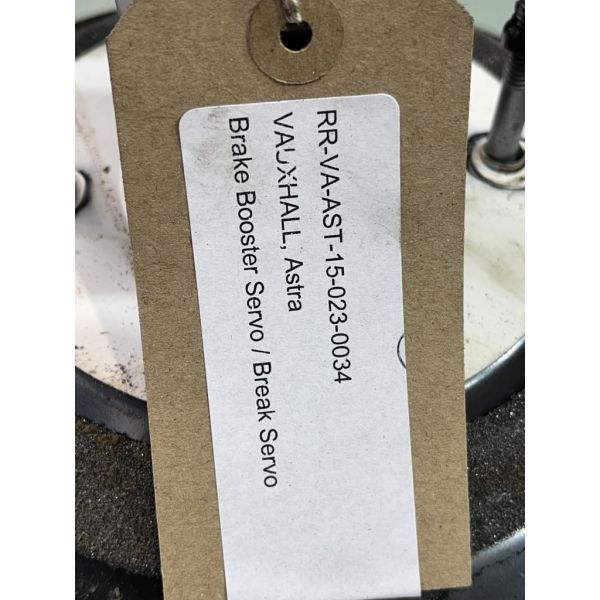 RR-VA-AST-15-023-0034
VAUXHALL, Astra
Brake Booster Servo / Break Servo